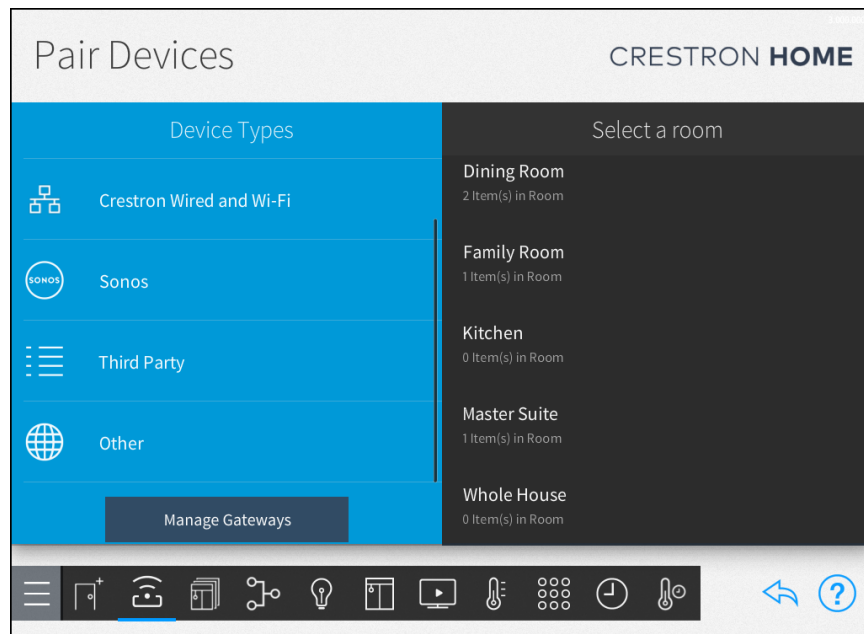 Pair Devices
CRESTRON HOME
Device Types
Crestron Wired and Wi-Fi
SONOS
Sonos
Third Party
Other
Manage Gateways
Select a room
Dining Room
2 Item(s) in Room
Family Room
1 Item(s) in Room
Kitchen
0 Item(s) in Room
Master Suite
1 Item(s) in Room
Whole House
0 Item(s) in Room
?